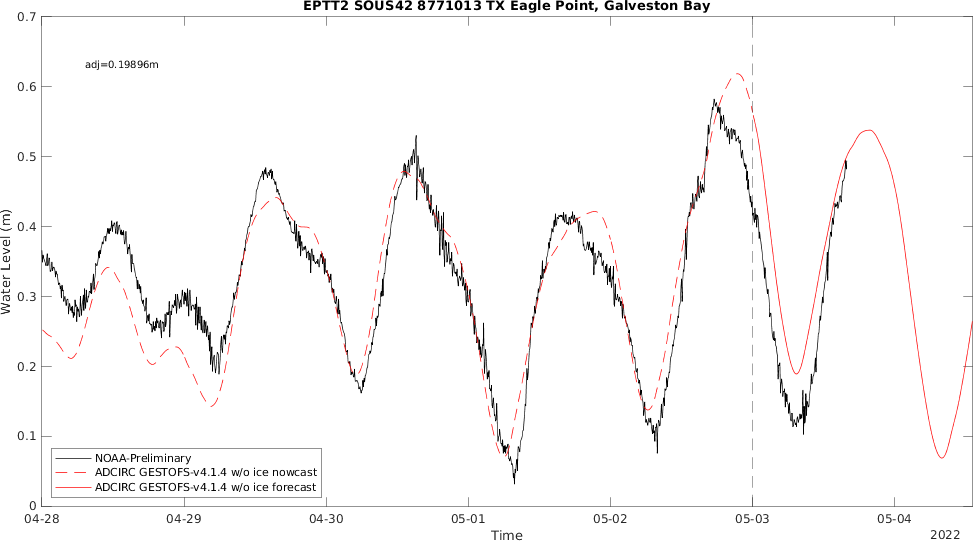 EPTT2 SOUS42 8771013 TX Eagle Point, Galveston Bay
0.7
adj=0.19896m
0.6
0.5
0.4
Water Level (m)
0.3
0.2
0.1
0
NOAA-Preliminary
ADCIRC GESTOFS-v4.1.4 w/o ice nowcast
ADCIRC GESTOFS-v4.1.4 w/o ice forecast
04-28 04-29 04-30 05-01 05-02 05-03 05-04
Time
2022